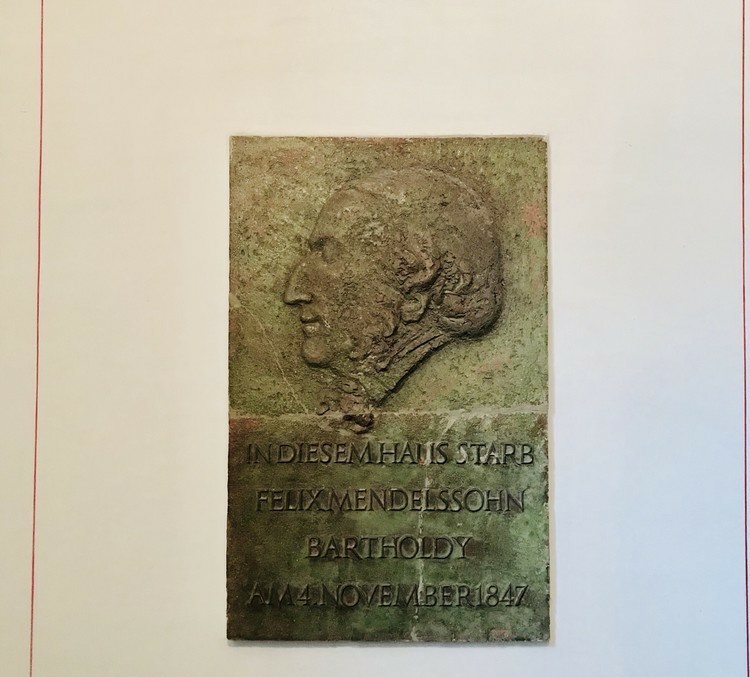 IN DIESEM HAUS STARB
FELIX MENDELSSOHN
BARTHOLDY
AM 4. NOVEMBER 1847